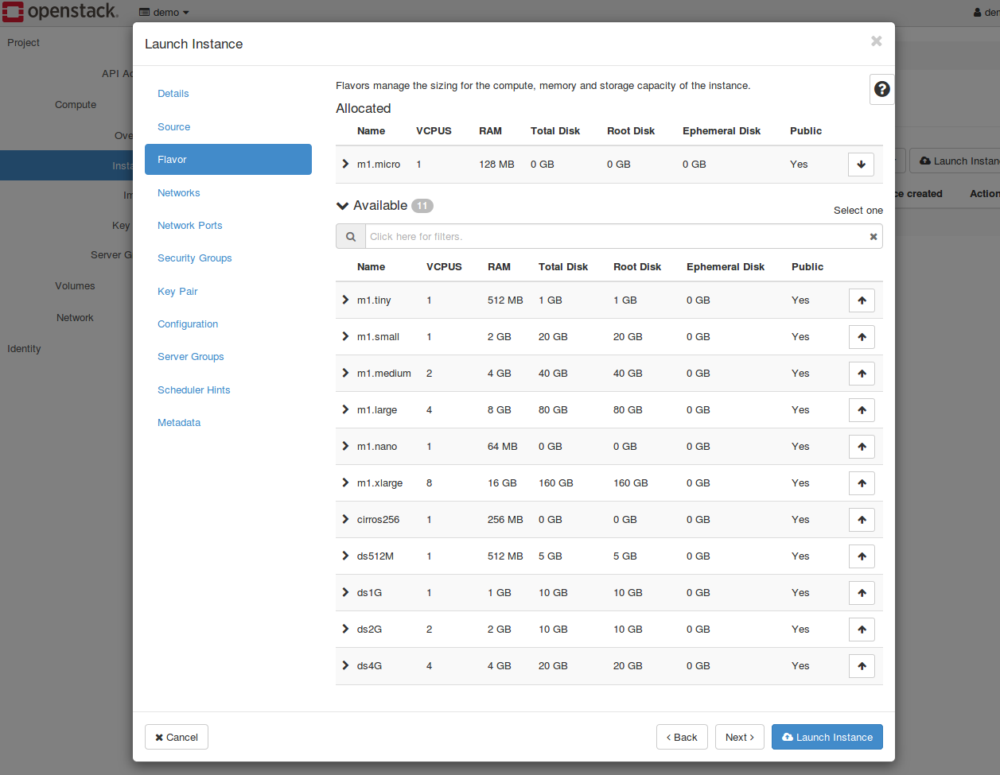 openstack. demo
Project
API Ac
Compute
Ove
Insta
Im
Key
Server G
Volumes
Network
Identity
Launch Instance
Details
Source
Flavor
Networks
Network Ports
Security Groups
Key Pair
Configuration
Server Groups
Scheduler Hints
Metadata
Flavors manage the sizing for the compute, memory and storage capacity of the instance.
Allocated
Name VCPUS RAM Total Disk Root Disk Ephemeral Disk Public
m1.micro 1 128 MB 0 GB 0 GB 0 GB Yes
Available 11
Select one
Click here for filters.
Name VCPUS RAM Total Disk Root Disk Ephemeral Disk Public
m1.tiny 1 512 MB 1 GB 1 GB 0 GB Yes
m1.small 1 2 GB 20 GB 20 GB 0 GB Yes
m1.medium 2 4 GB 40 GB 40 GB 0 GB Yes
m1.large 4 8 GB 80 GB 80 GB 0 GB Yes
m1.nano 1 64 MB 0 GB 0 GB 0 GB Yes
m1.xlarge 8 16 GB 160 GB 160 GB 0 GB Yes
cirros256 1 256 MB 0 GB 0 GB 0 GB Yes
ds512M 1 512 MB 5 GB 5 GB 0 GB Yes
ds1G 1 1 GB 10 GB 10 GB 0 GB Yes
ds2G 2 2 GB 10 GB 10 GB 0 GB Yes
ds4G 4 4 GB 20 GB 20 GB 0 GB Yes
Cancel
Back
Next
Launch Instance
Launch Instan
ce created Action